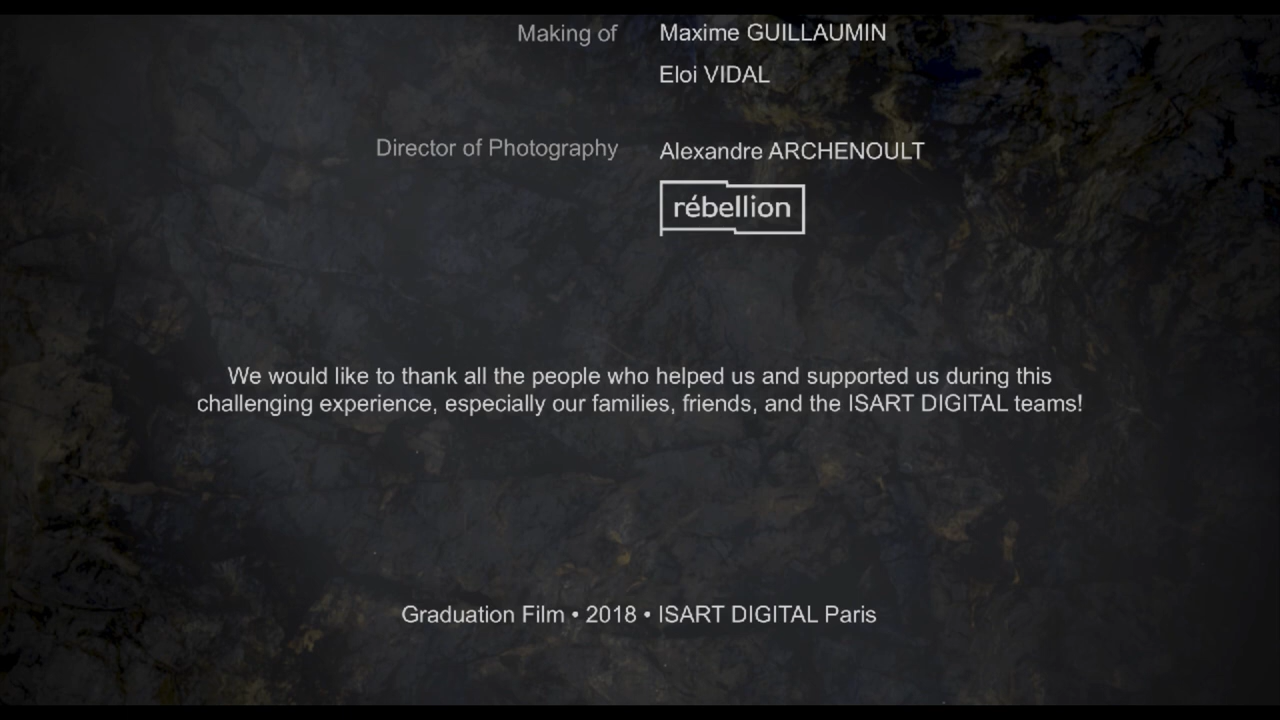 Making of Maxime GUILLAUMIN
Eloi VIDAL
Director of Photography Alexandre ARCHENOULT
rébellion
We would like to thank all the people who helped us and supported us during this
challenging experience, especially our families, friends, and the ISART DIGITAL teams!
Graduation Film • 2018 • ISART DIGITAL Paris